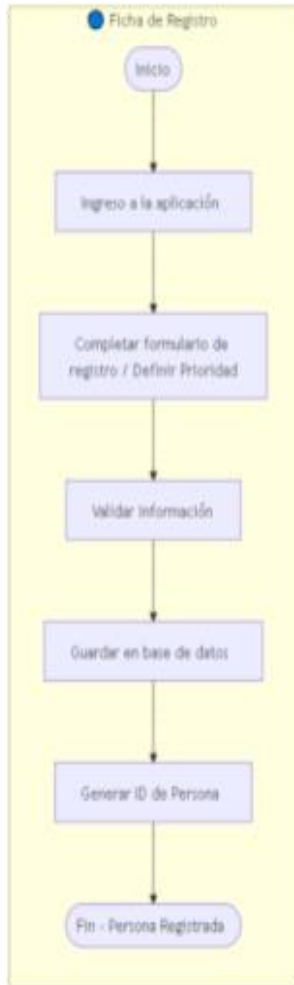 Ficha de Registro
Inicio
Ingreso a la aplicación
Completar formulario de
registro / Definir Prioridad
Validar Información
Guardar en base de datos
Generar ID de Persona
Fin - Persona Registrada